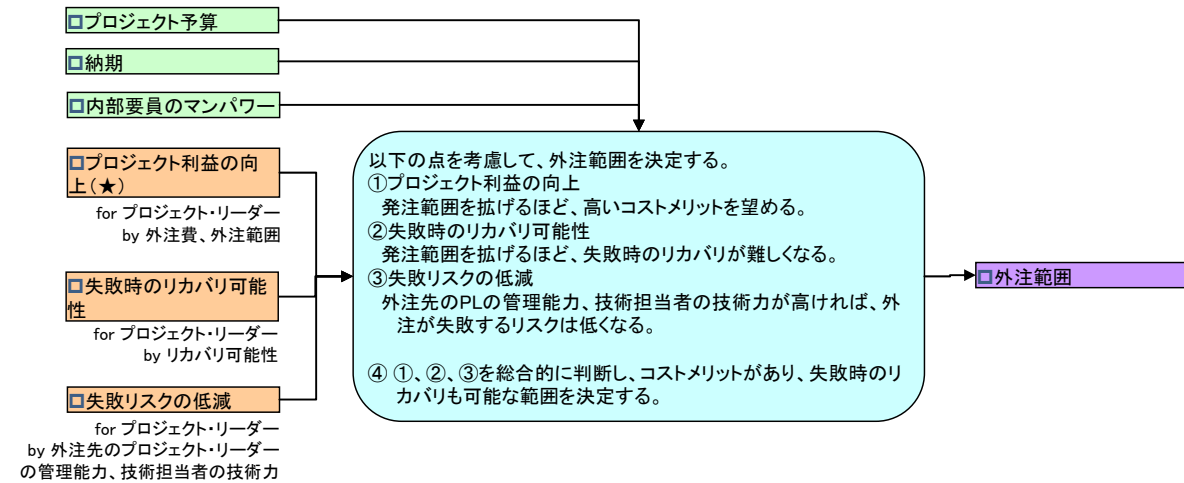 プロジェクト予算
納期
内部要員のマンパワー
プロジェクト利益の向
上(★)
for プロジェクト・リーダー
by 外注費、外注範囲
失敗時のリカバリ可能
性
for プロジェクト・リーダー
by リカバリ可能性
失敗リスクの低減
for プロジェクト・リーダー
by 外注先のプロジェクト・リーダー
の管理能力、技術担当者の技術力
以下の点を考慮して、外注範囲を決定する。
①プロジェクト利益の向上
発注範囲を拡げるほど、高いコストメリットを望める。
②失敗時のリカバリ可能性
発注範囲を拡げるほど、失敗時のリカバリが難しくなる。
③失敗リスクの低減
外注先のPLの管理能力、技術担当者の技術力が高ければ、外
注が失敗するリスクは低くなる。
④ ①、②、③を総合的に判断し、コストメリットがあり、失敗時のリ
カバリも可能な範囲を決定する。
外注範囲